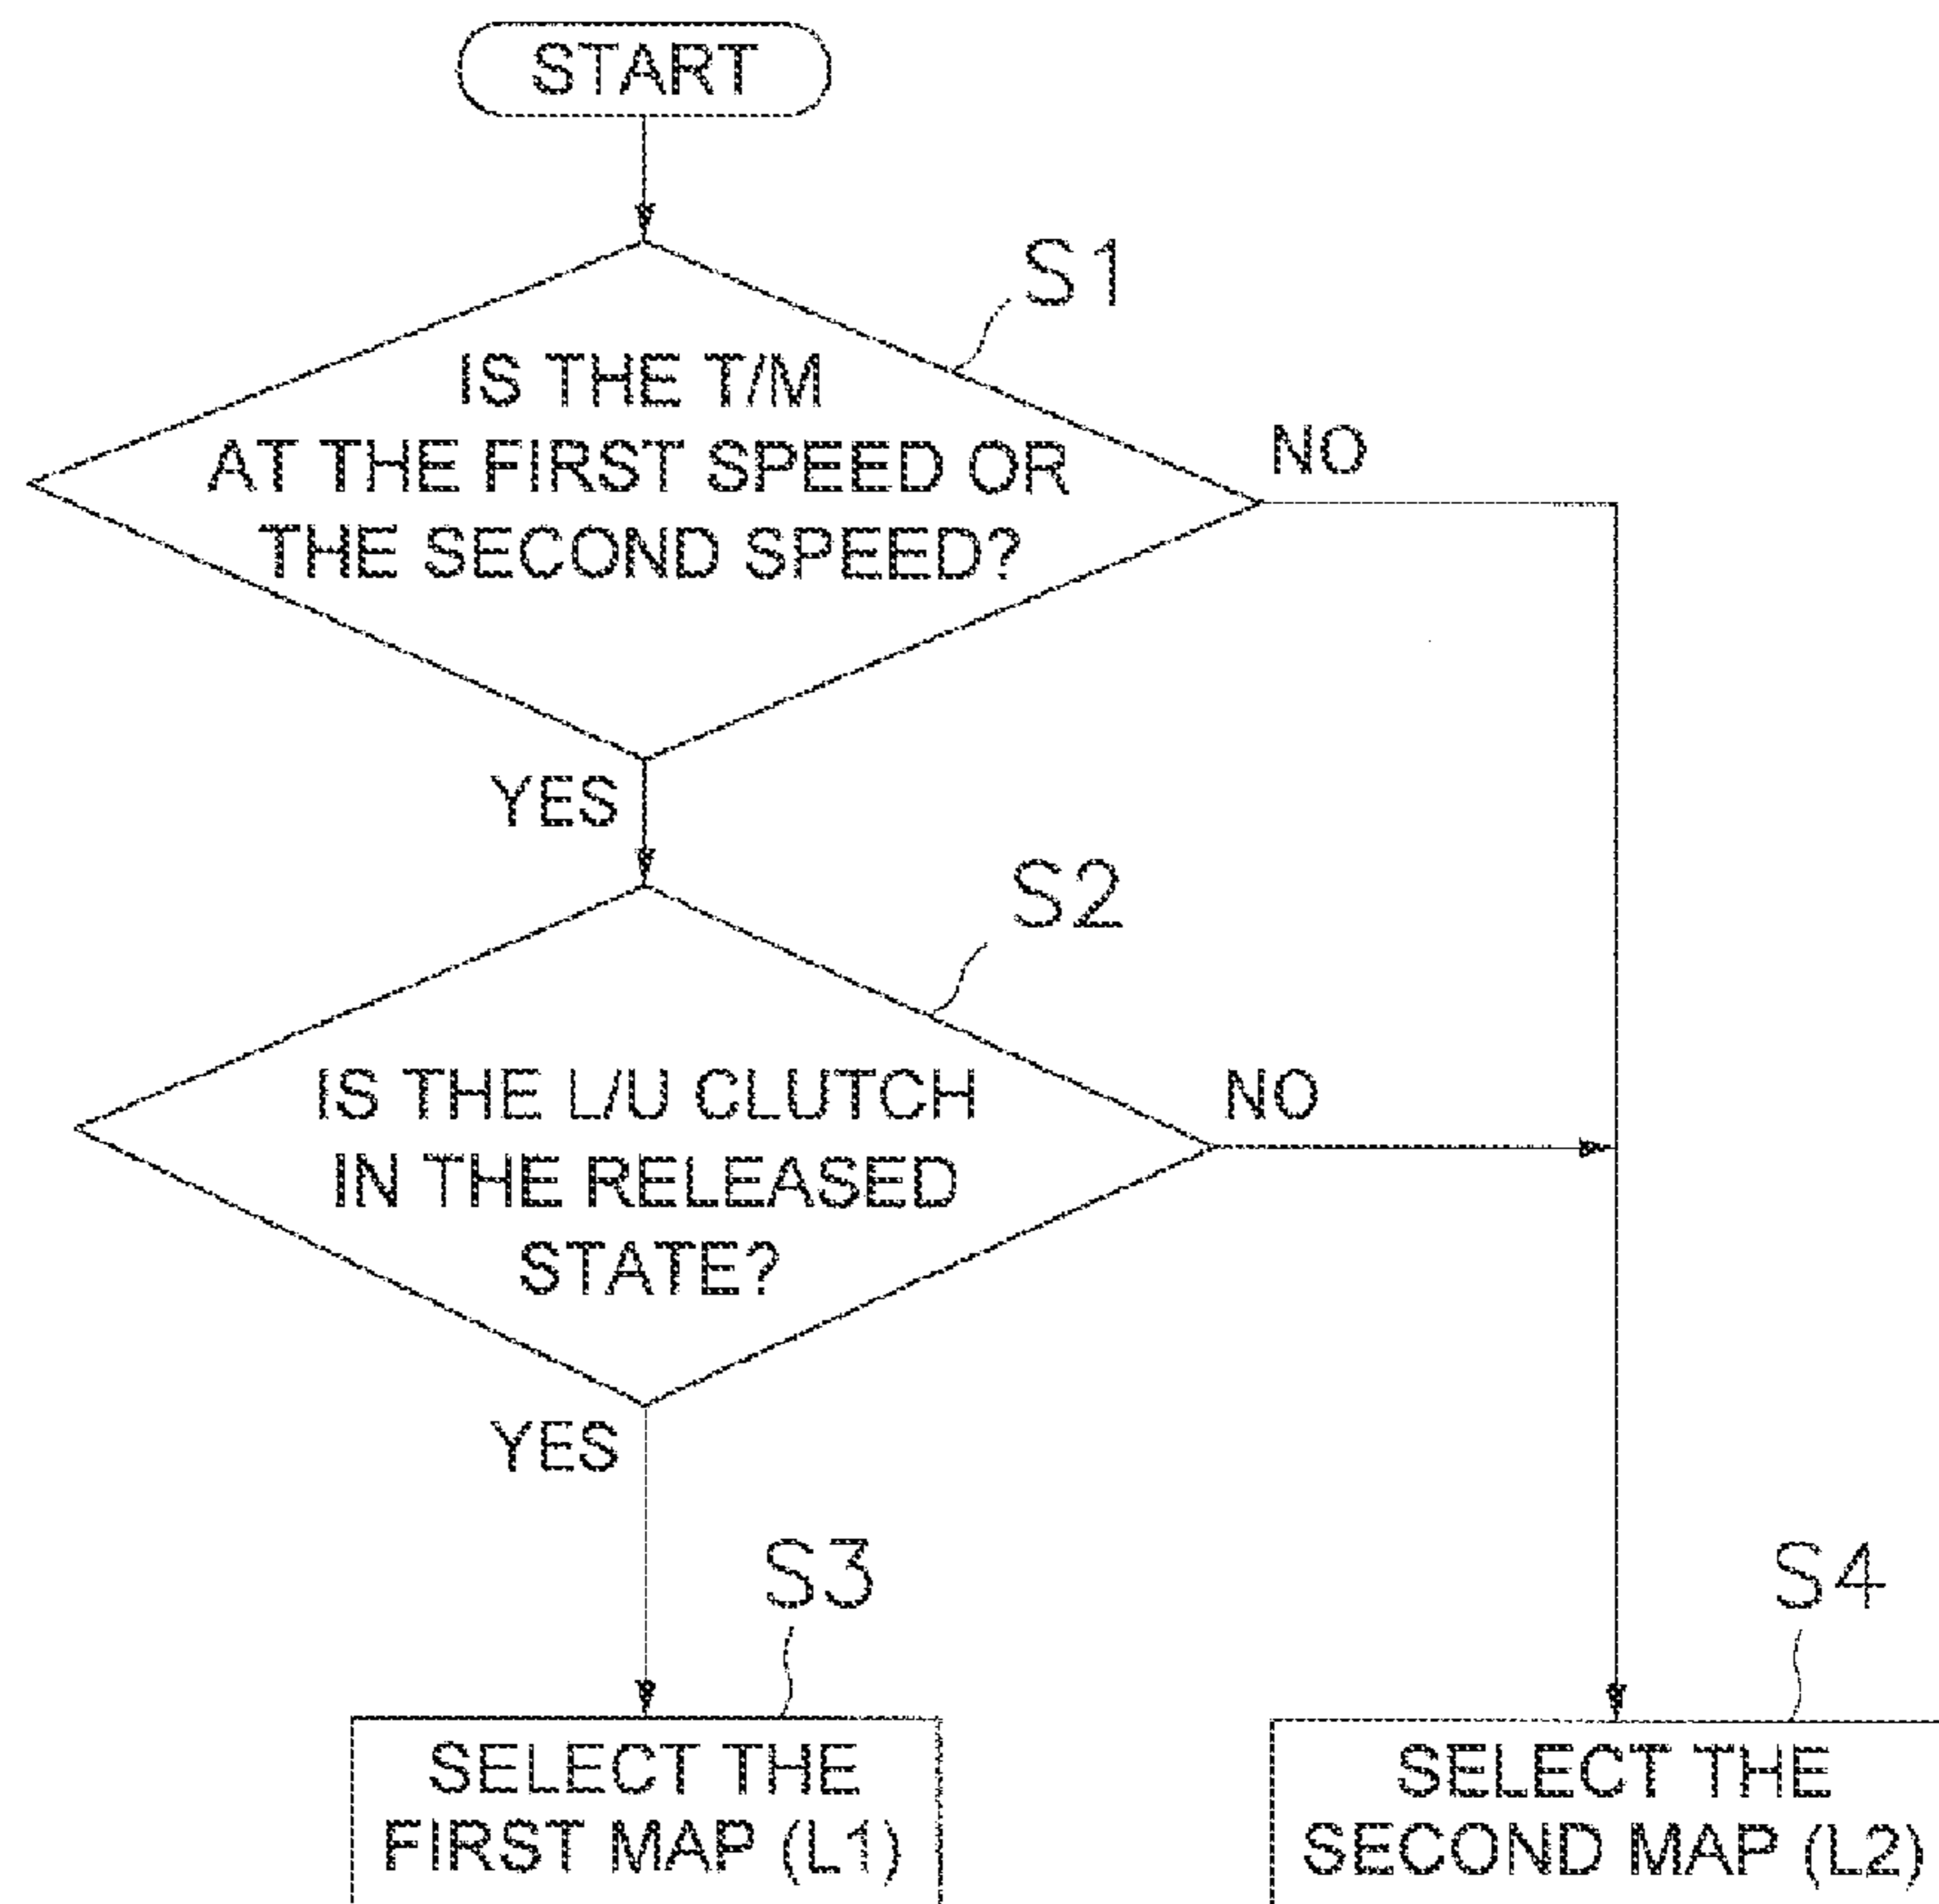 START
S1
IS THE T/M
AT THE FIRST SPEED OR
THE SECOND SPEED?
NO
YES
S2
IS THE L/U CLUTCH
IN THE RELEASED
STATE?
NO
YES
S3
SELECT THE
FIRST MAP (L1)
S4
SELECT THE
SECOND MAP (L2)